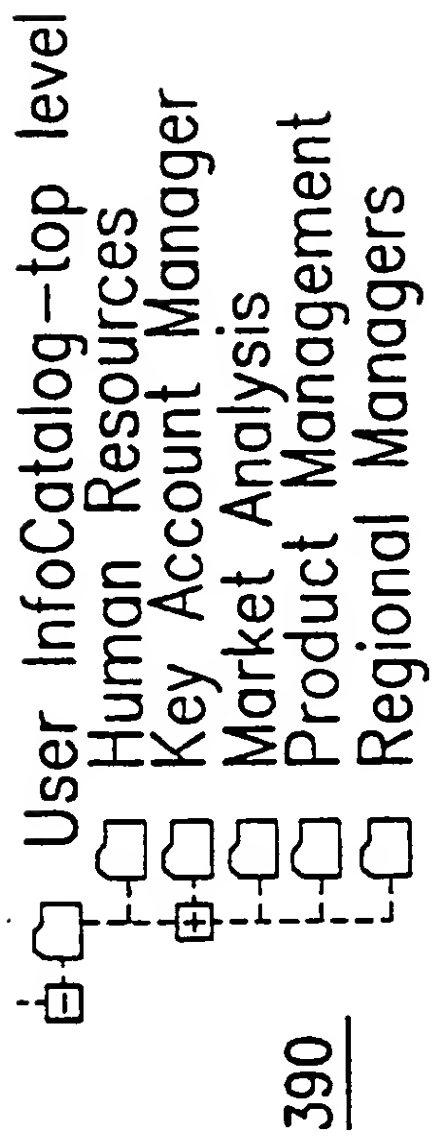 User InfoCatalog-top level
Human Resources
Key Account Manager
Market Analysis
Product Management
Regional Managers
390